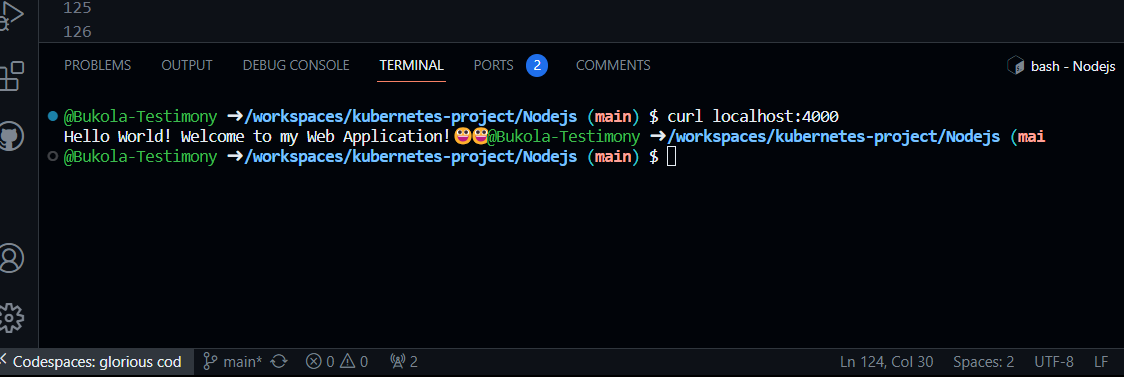 125
126
PROBLEMS OUTPUT DEBUG CONSOLE TERMINAL PORTS 2 COMMENTS bash - Nodejs
@Bukola-Testimony ➜/workspaces/kubernetes-project/Nodejs (main) $ curl localhost:4000
Hello World! Welcome to my Web Application!😀😀@Bukola-Testimony ➜/workspaces/kubernetes-project/Nodejs (mai
@Bukola-Testimony ➜/workspaces/kubernetes-project/Nodejs (main) $
Codespaces: glorious cod main* 0 0 2 Ln 124, Col 30 Spaces: 2 UTF-8 LF